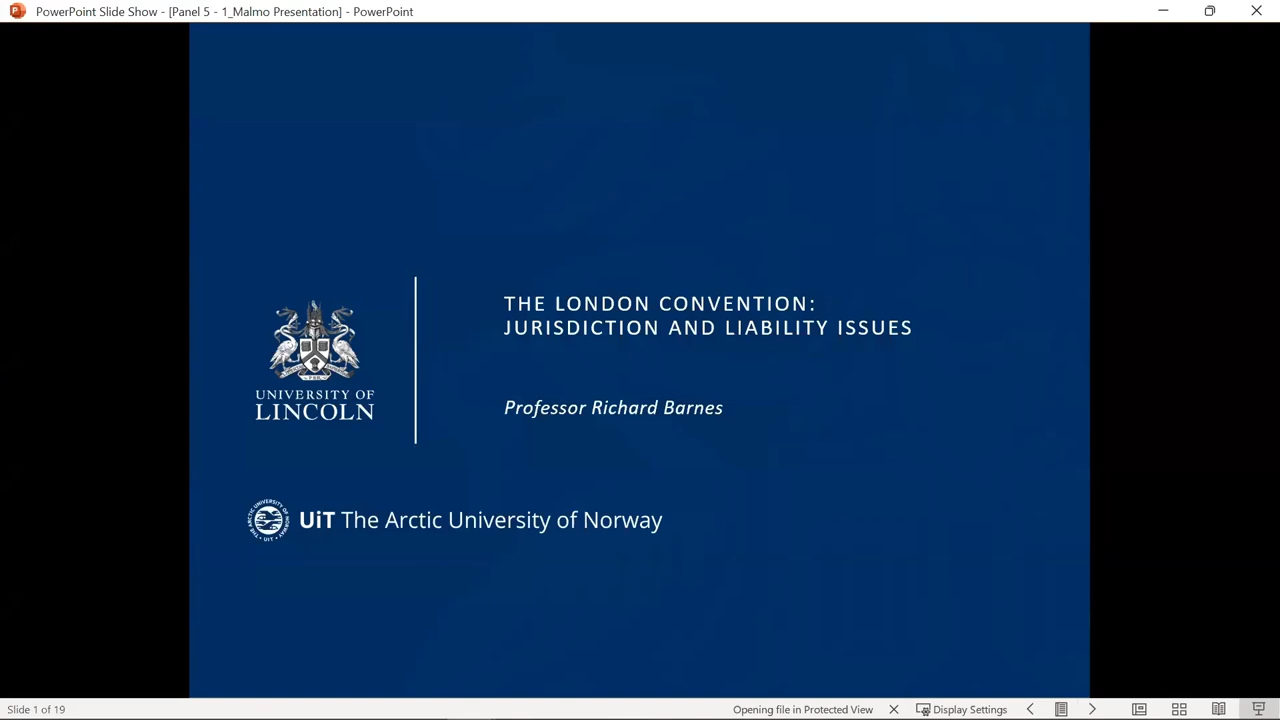 PowerPoint Slide Show - [Panel 5 - 1_Malmo Presentation] - PowerPoint
THE LONDON CONVENTION:
JURISDICTION AND LIABILITY ISSUES
Professor Richard Barnes
UNIVERSITY OF
LINCOLN
UiT The Arctic University of Norway
Slide 1 of 19
Opening file in Protected View
Display Settings